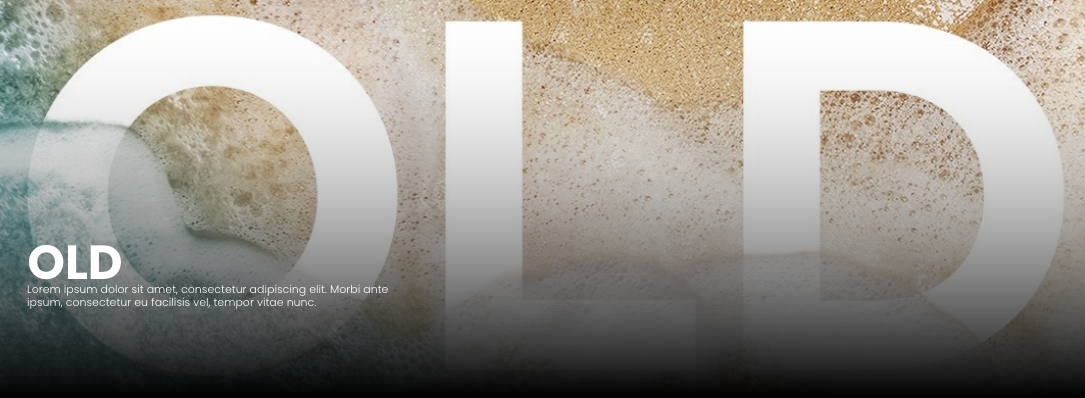 OLD
OLD
Lorem ipsum dolor sit amet, consectetur adipiscing elit. Morbi ante
ipsum, consectetur eu facilisis vel, tempor vitae nunc.